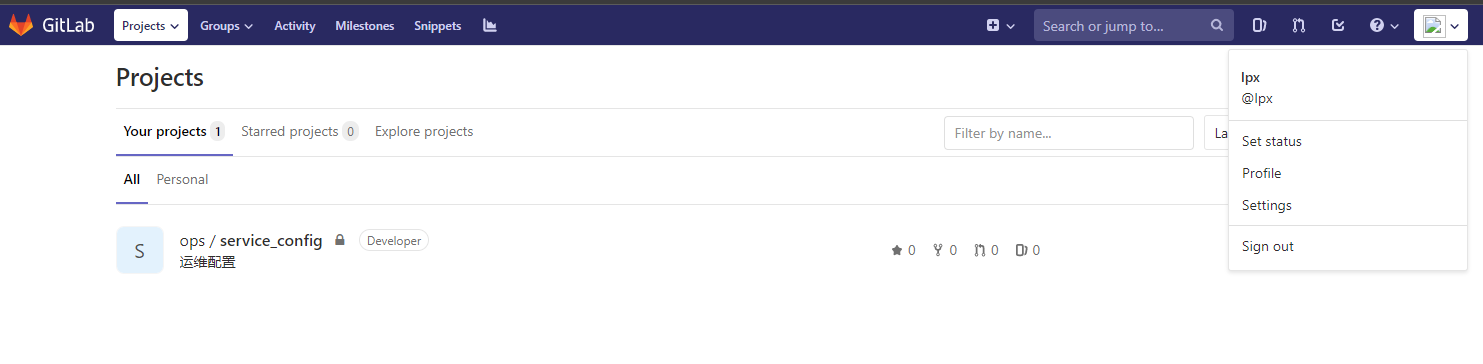 GitLab Projects Groups Activity Milestones Snippets Search or jump to...
Projects
lpx
@lpx
Your projects 1 Starred projects 0 Explore projects Filter by name... La
Set status
All Personal
Profile
Settings
S ops / service_config Developer
运维配置
0 0 0 0
Sign out